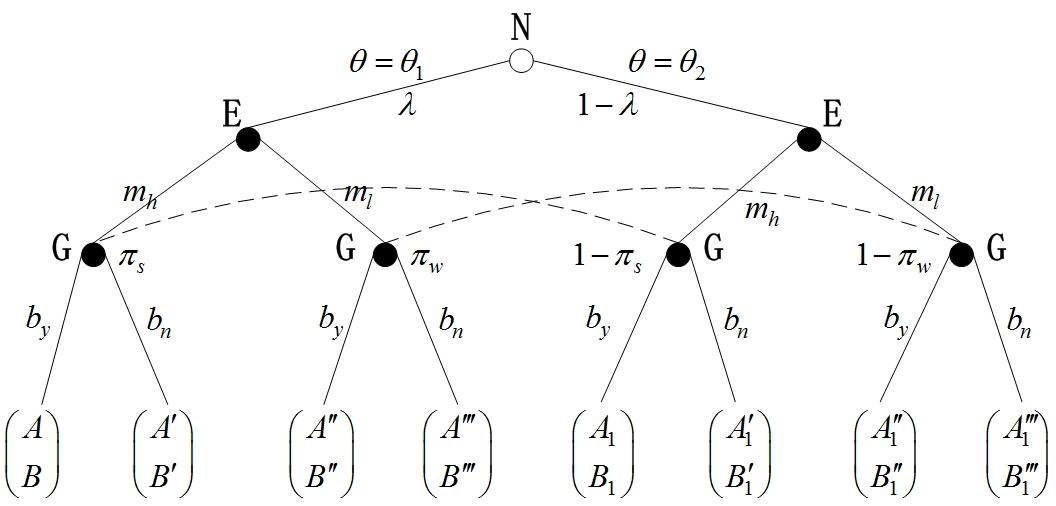 N
θ = θ₁ θ = θ₂
λ 1−λ
E E
m_h m_l m_h m_l
G π_s G π_w 1−π_s G 1−π_w G
b_y b_n b_y b_n b_y b_n b_y b_n
(A) (A′) (A″) (A‴) (A₁) (A₁′) (A₁″) (A₁‴)
(B) (B′) (B″) (B‴) (B₁) (B₁′) (B₁″) (B₁‴)